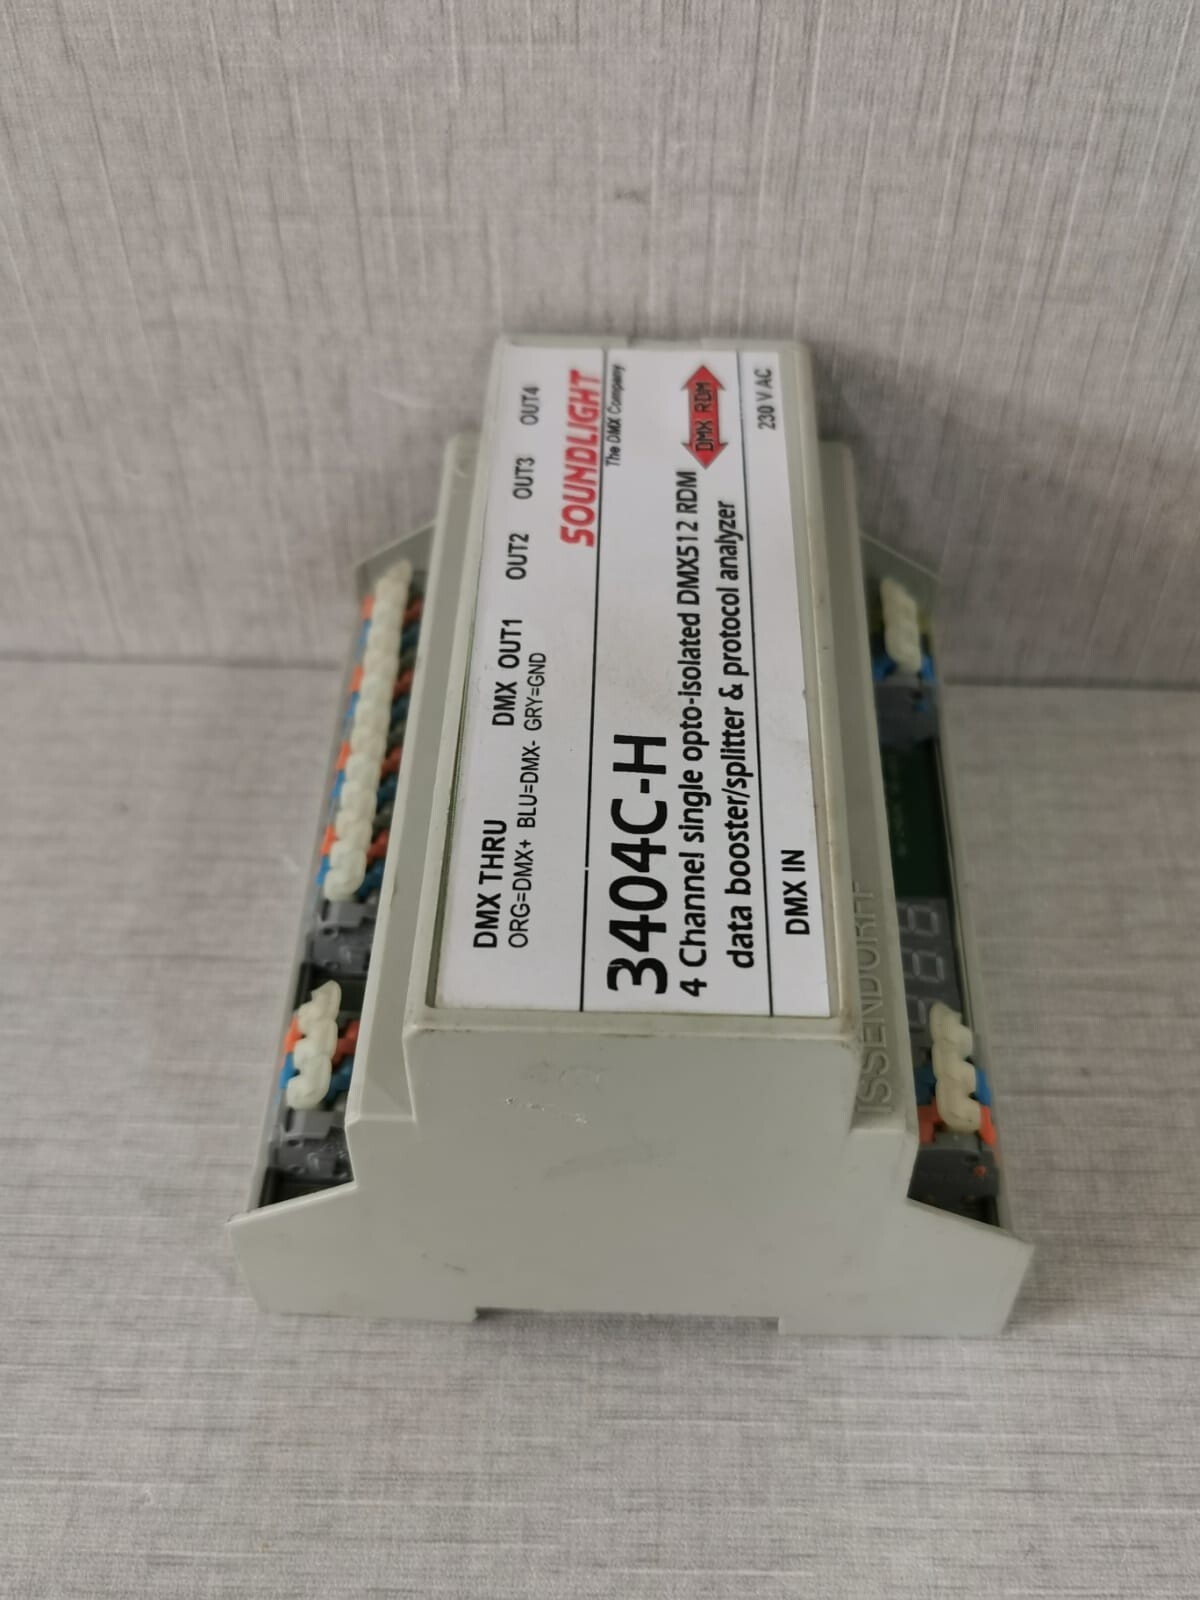 DMX THRU DMX OUT1 OUT2 OUT3 OUT4
ORG=DMX+ BLU=DMX- GRY=GND
SOUNDLIGHT
The DMX Company
3404C-H
4 Channel single opto-isolated DMX512 RDM
data booster/splitter & protocol analyzer
DMX RDM
DMX IN 230 V AC
ISSENDORFF